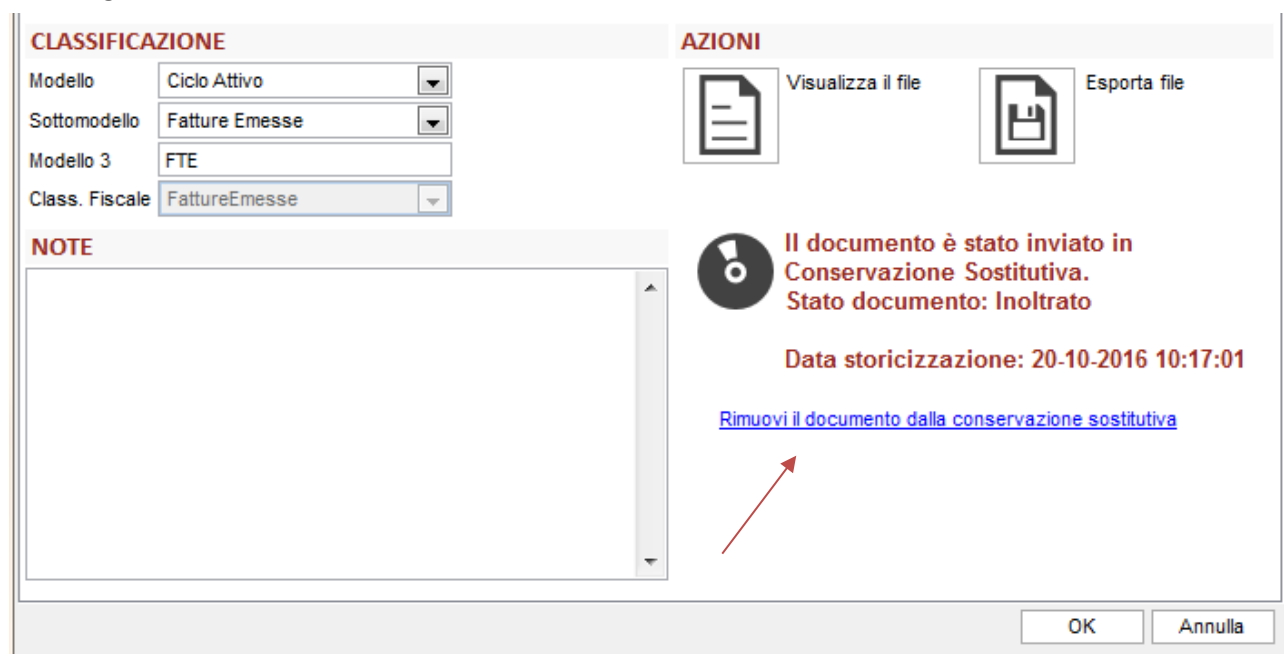 CLASSIFICAZIONE
Modello Ciclo Attivo
Sottomodello Fatture Emesse
Modello 3 FTE
Class. Fiscale FattureEmesse
NOTE
AZIONI
Visualizza il file
Esporta file
Il documento è stato inviato in
Conservazione Sostitutiva.
Stato documento: Inoltrato
Data storicizzazione: 20-10-2016 10:17:01
Rimuovi il documento dalla conservazione sostitutiva
OK Annulla